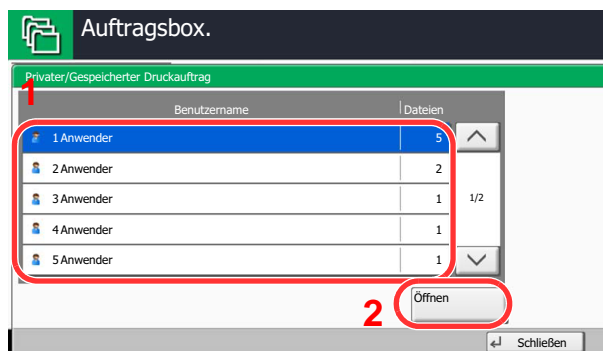 Auftragsbox.
Privater/Gespeicherter Druckauftrag
1
Benutzername Dateien
1 Anwender 5
2 Anwender 2
3 Anwender 1 1/2
4 Anwender 1
5 Anwender 1
Öffnen
2
Schließen